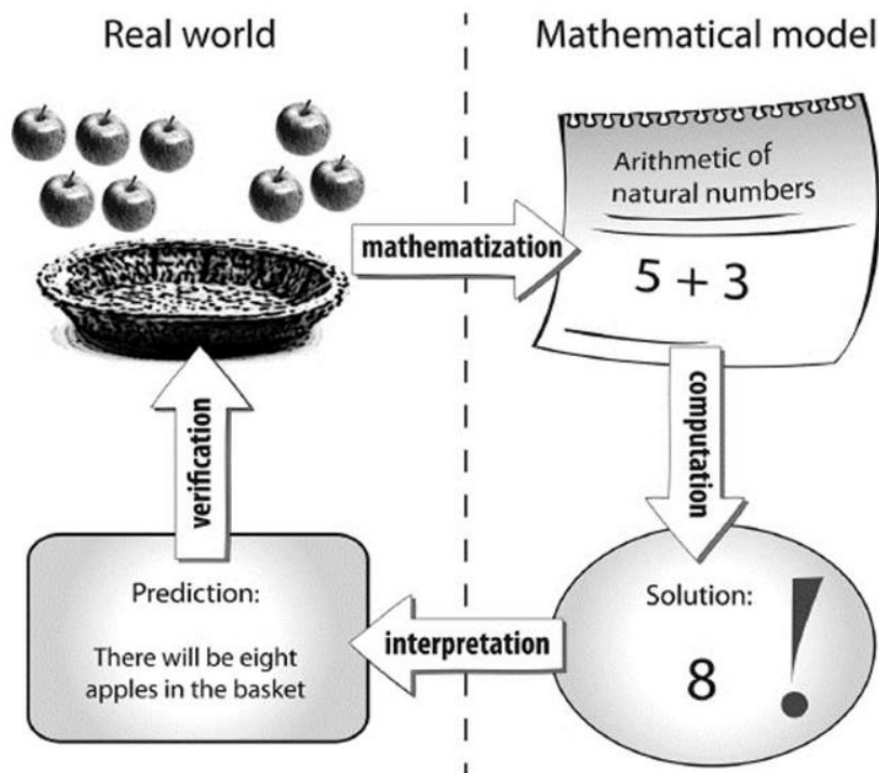 Real world
Mathematical model
Arithmetic of
natural numbers
mathematization
5 + 3
computation
verification
Prediction:
There will be eight
apples in the basket
interpretation
Solution:
8 !